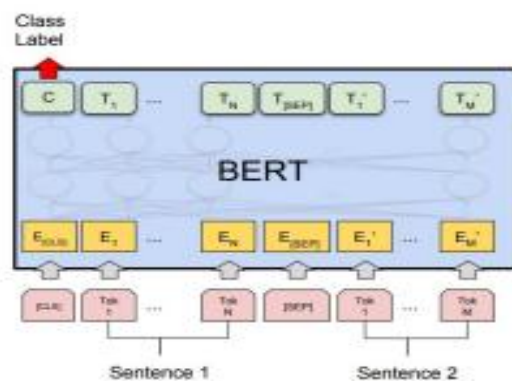 Class
Label
C T1 ... TN T[SEP] T1' ... TM'
BERT
E[CLS] E1 ... EN E[SEP] E1' ... EM'
[CLS] Tok 1 ... Tok N [SEP] Tok 1 ... Tok M
Sentence 1 Sentence 2